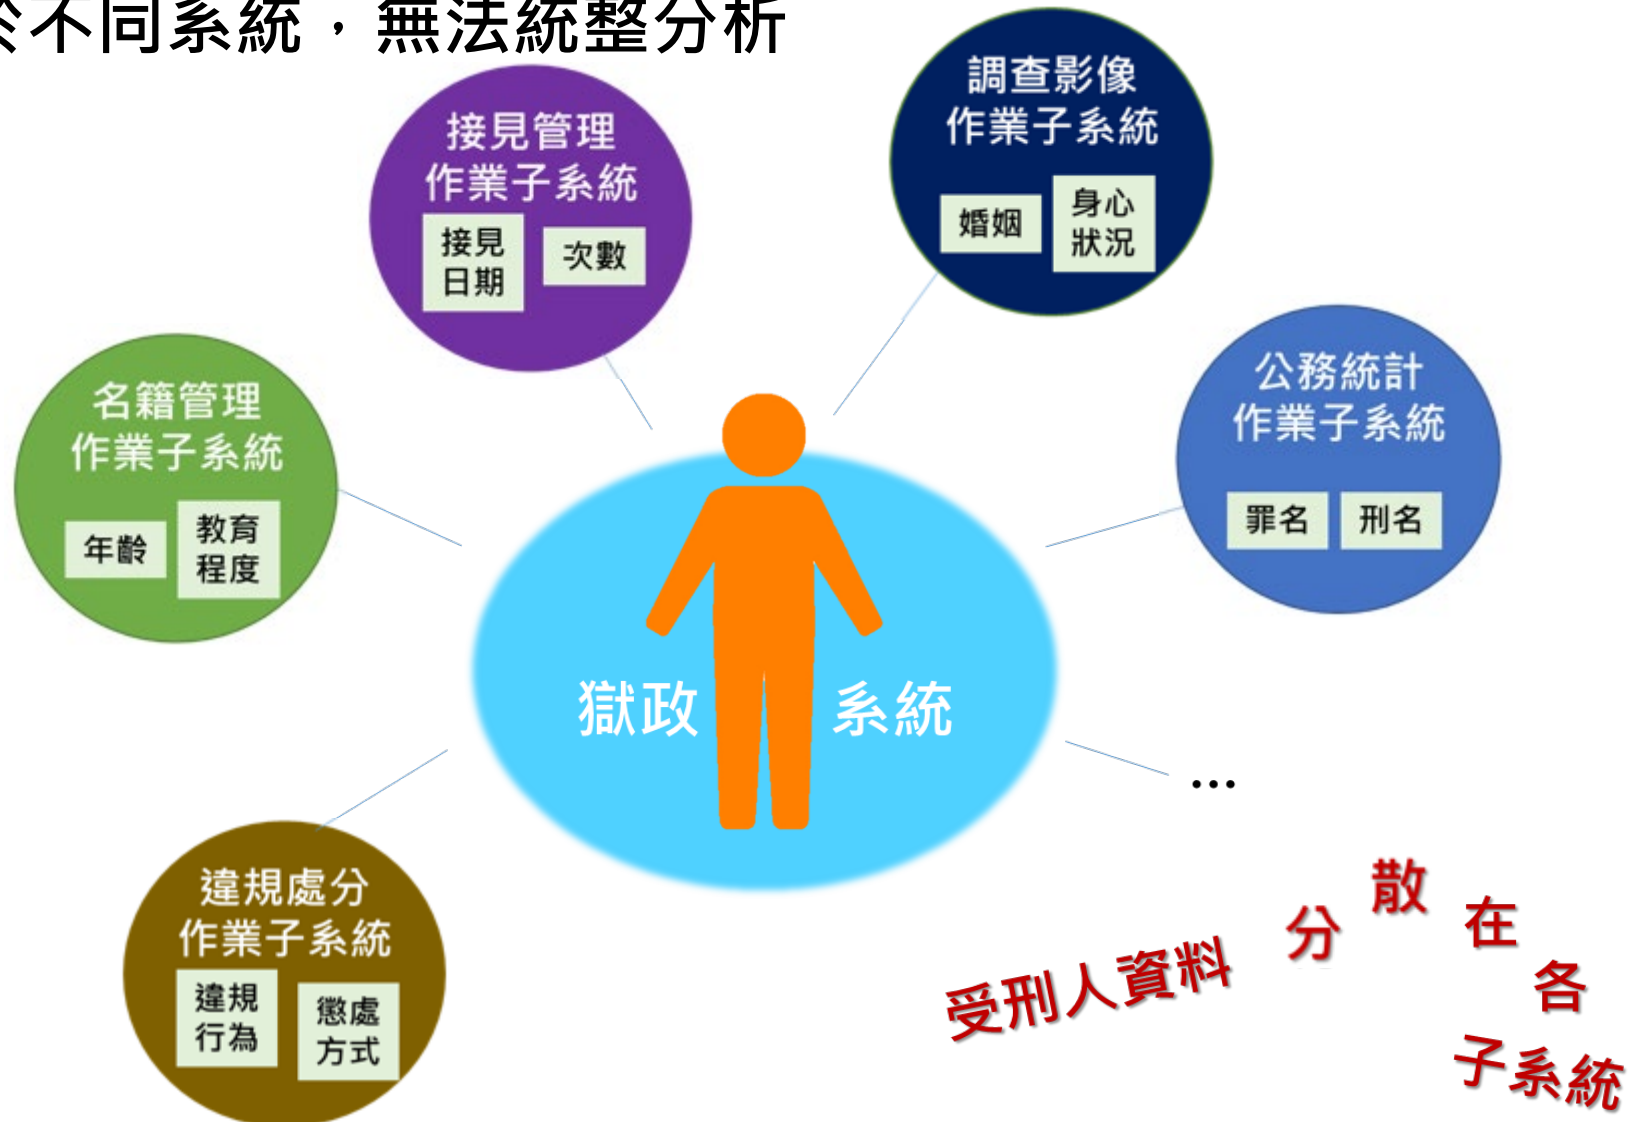 於不同系統，無法統整分析
接見管理
作業子系統
接見
日期
次數
調查影像
作業子系統
婚姻
身心
狀況
名籍管理
作業子系統
年齡
教育
程度
公務統計
作業子系統
罪名
刑名
獄政 系統
...
違規處分
作業子系統
違規
行為
懲處
方式
受刑人資料
分散在各
子系統